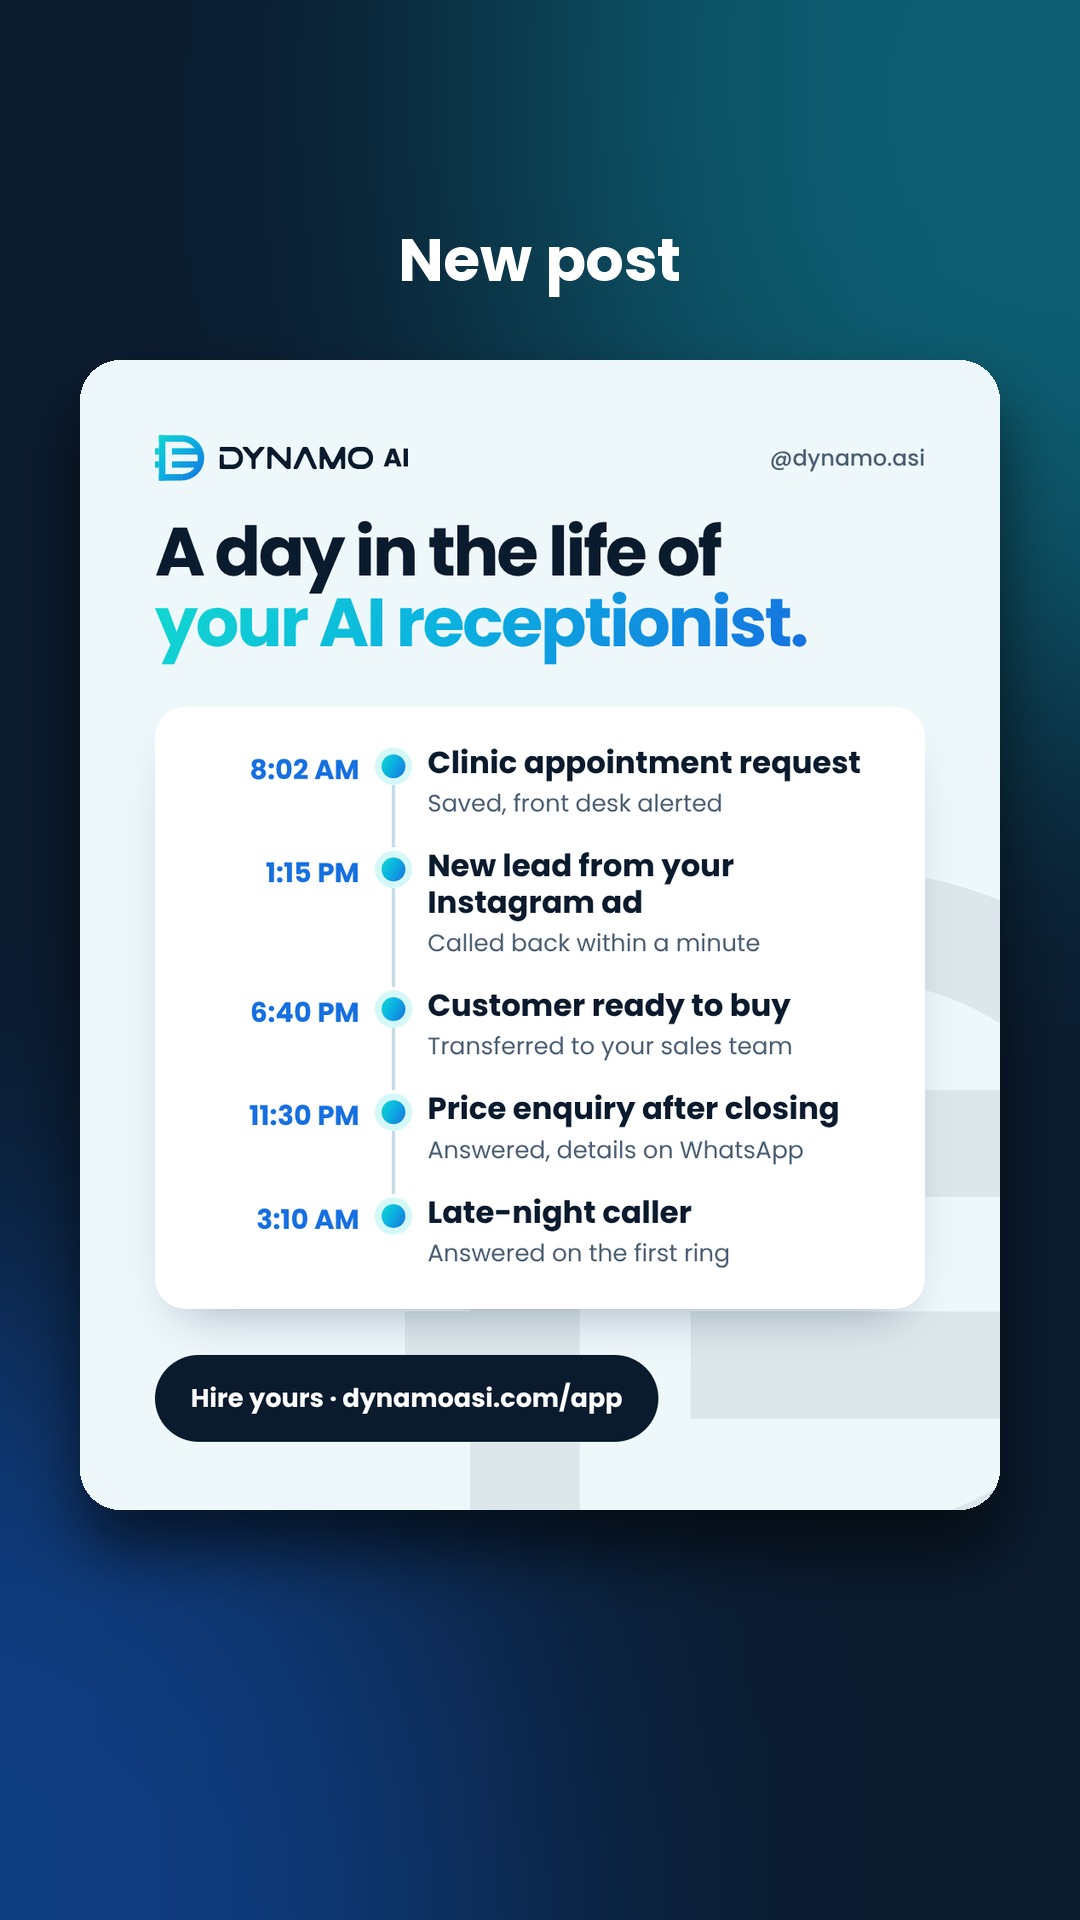 New post
DYNAMO AI
@dynamo.asi
A day in the life of
your AI receptionist.
8:02 AM
Clinic appointment request
Saved, front desk alerted
1:15 PM
New lead from your
Instagram ad
Called back within a minute
6:40 PM
Customer ready to buy
Transferred to your sales team
11:30 PM
Price enquiry after closing
Answered, details on WhatsApp
3:10 AM
Late-night caller
Answered on the first ring
Hire yours · dynamoasi.com/app